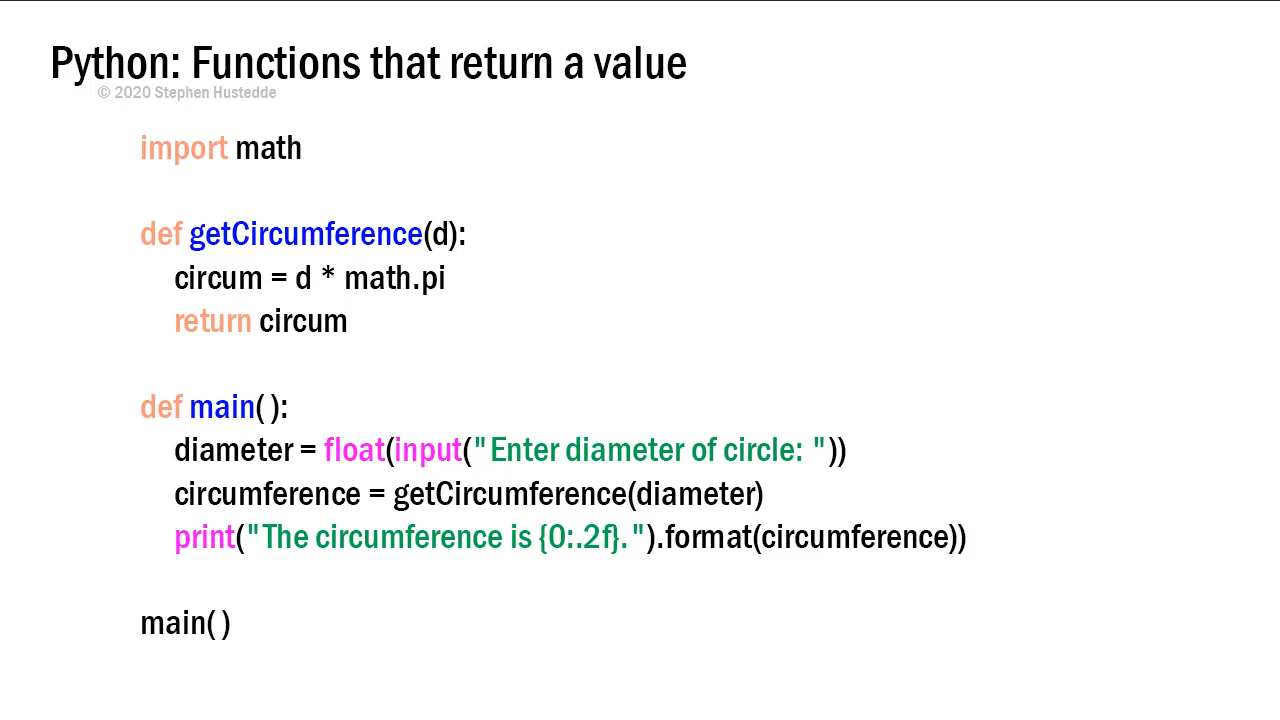 Python: Functions that return a value
© 2020 Stephen Hustedde
import math
def getCircumference(d):
circum = d * math.pi
return circum
def main( ):
diameter = float(input("Enter diameter of circle: "))
circumference = getCircumference(diameter)
print("The circumference is {0:.2f}.").format(circumference))
main( )